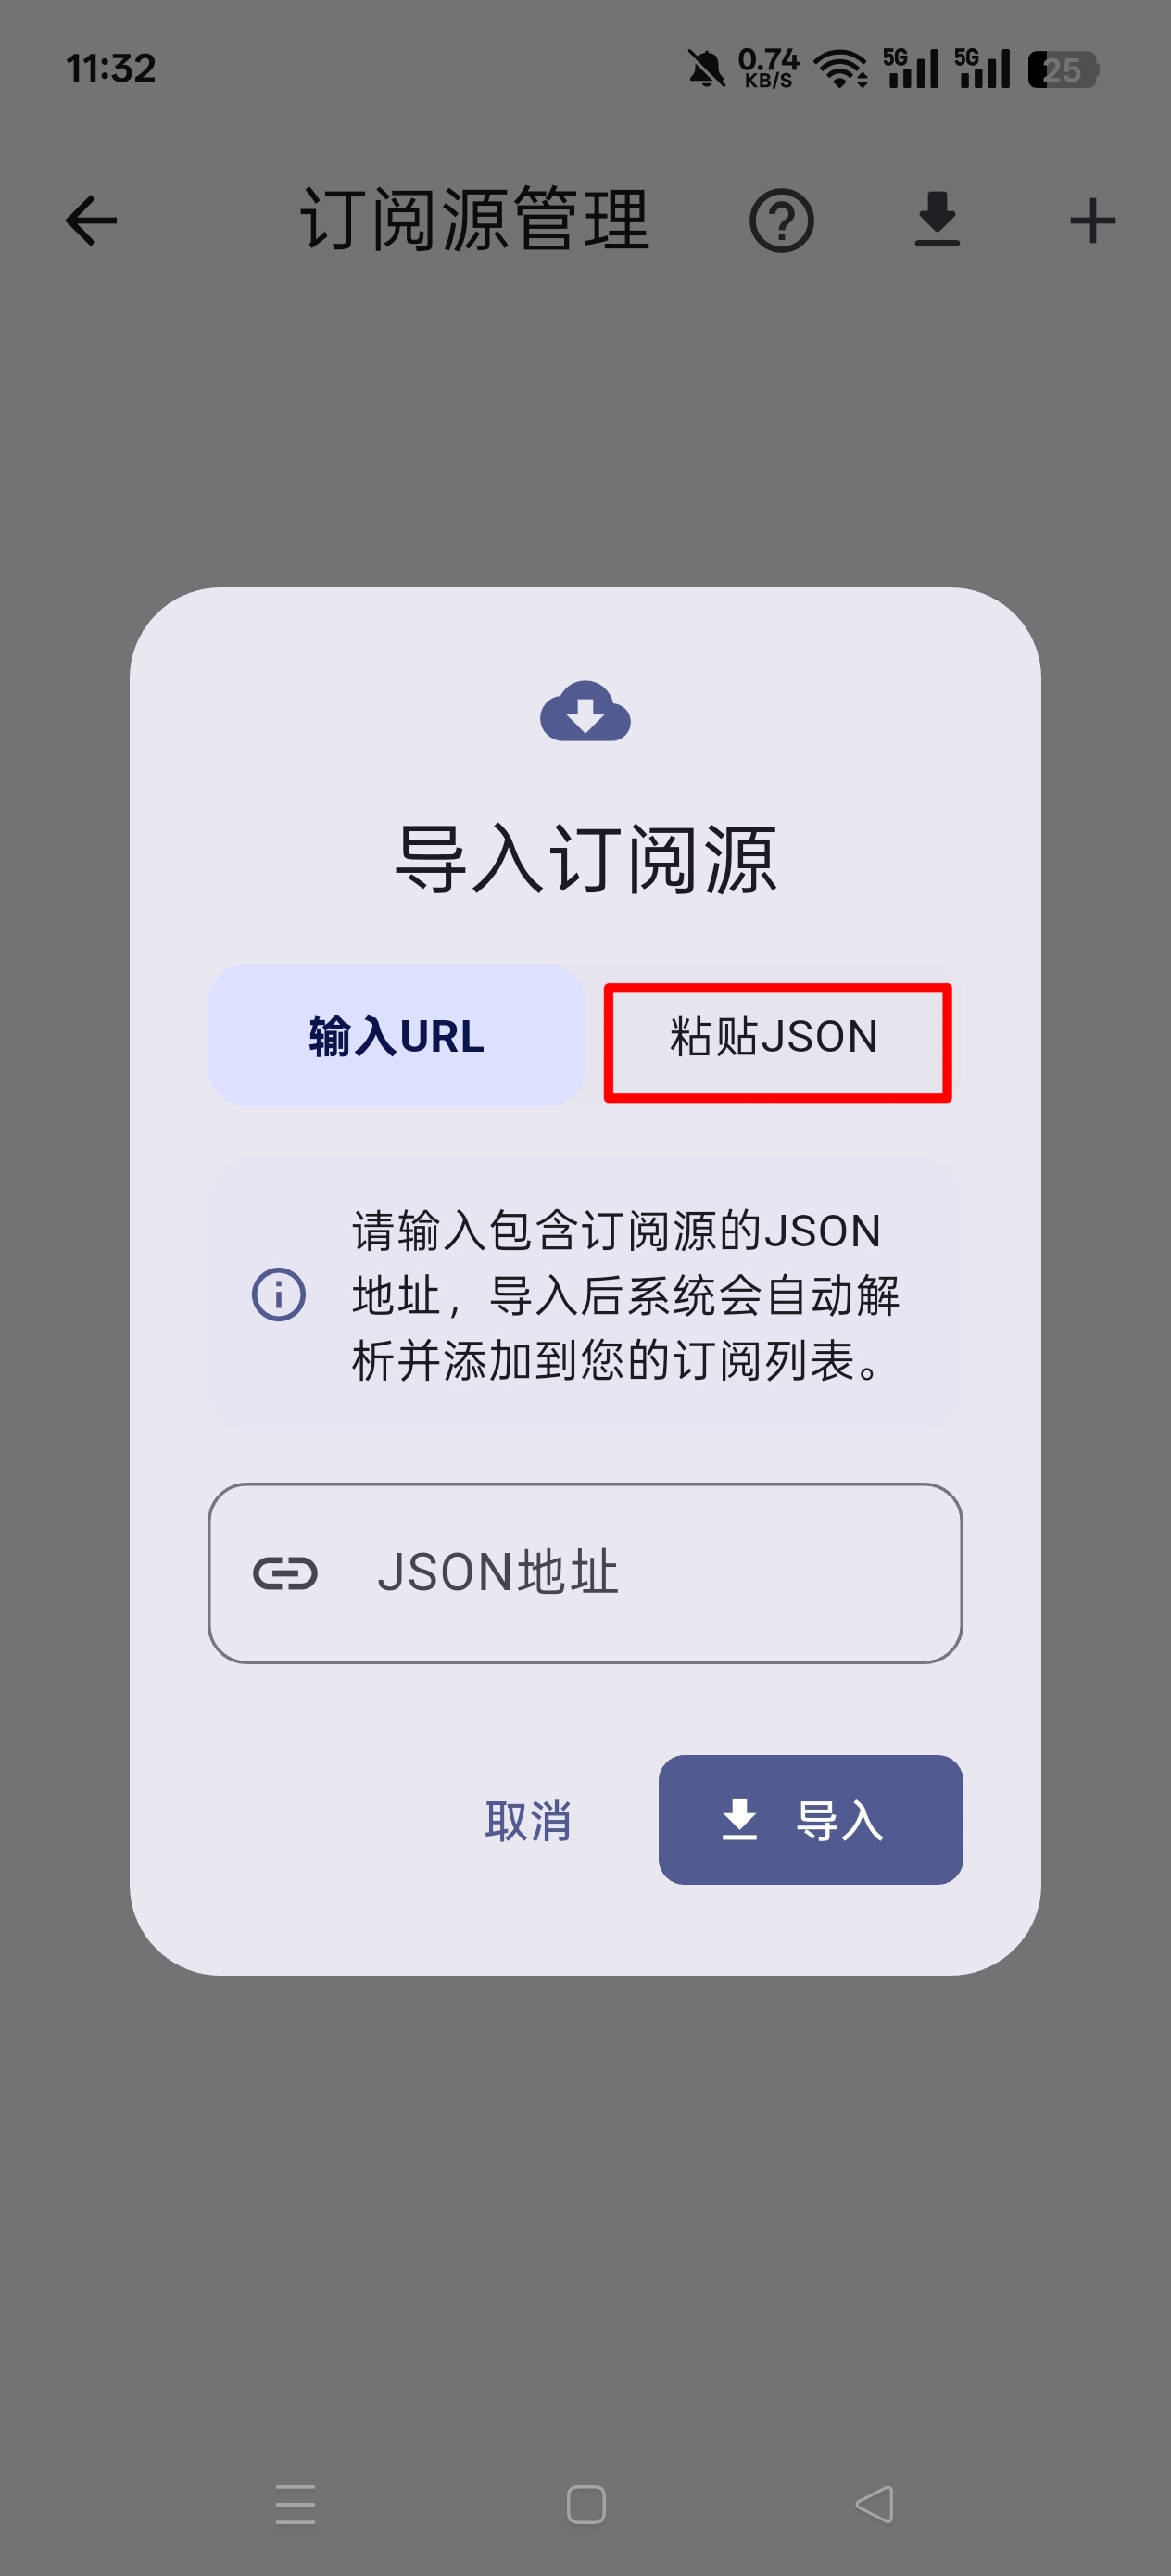 11:32
0.74
KB/S
5G
5G
25
订阅源管理
导入订阅源
输入URL
粘贴JSON
请输入包含订阅源的JSON
地址，导入后系统会自动解
析并添加到您的订阅列表。
JSON地址
取消
导入